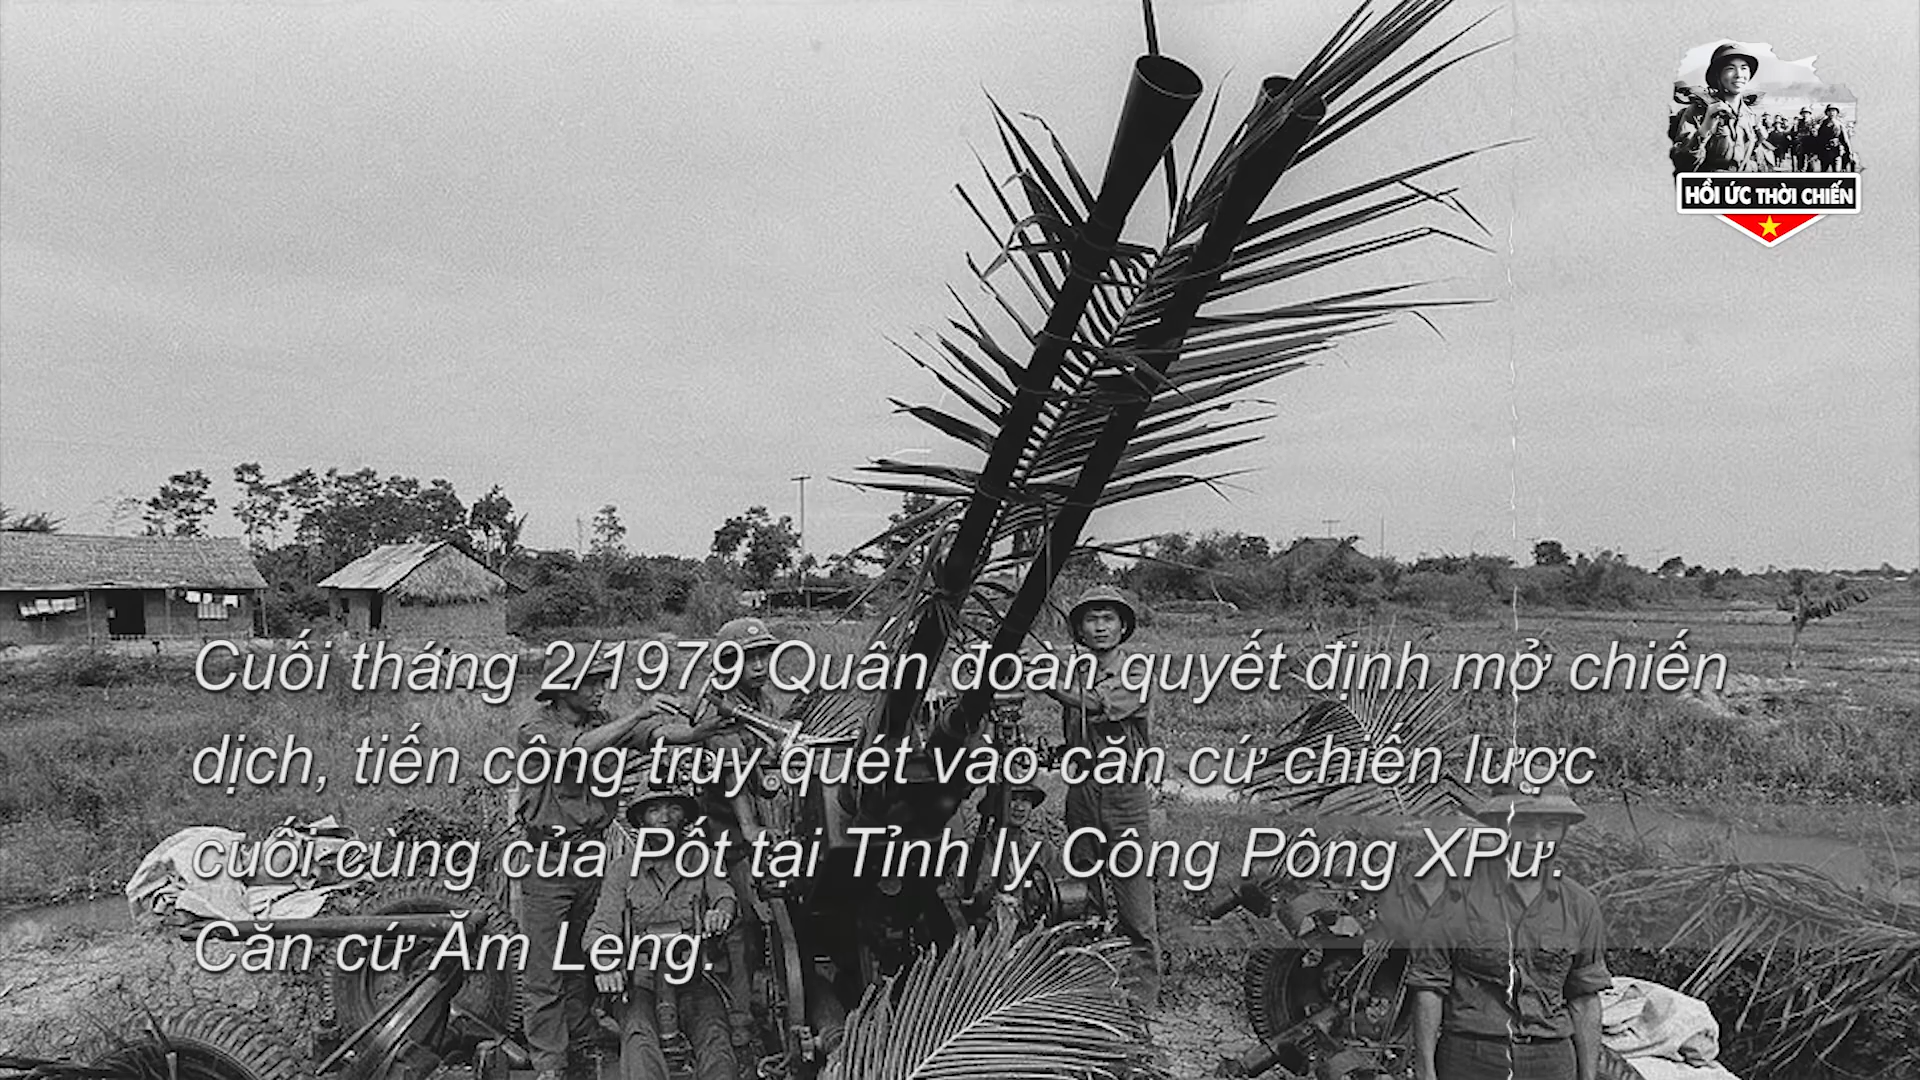 HỒI ỨC THỜI CHIẾN
Cuối tháng 2/1979 Quân đoàn quyết định mở chiến
dịch, tiến công truy quét vào căn cứ chiến lược
cuối cùng của Pốt tại Tỉnh lỵ Công Pông XPư.
Căn cứ Ăm Leng.